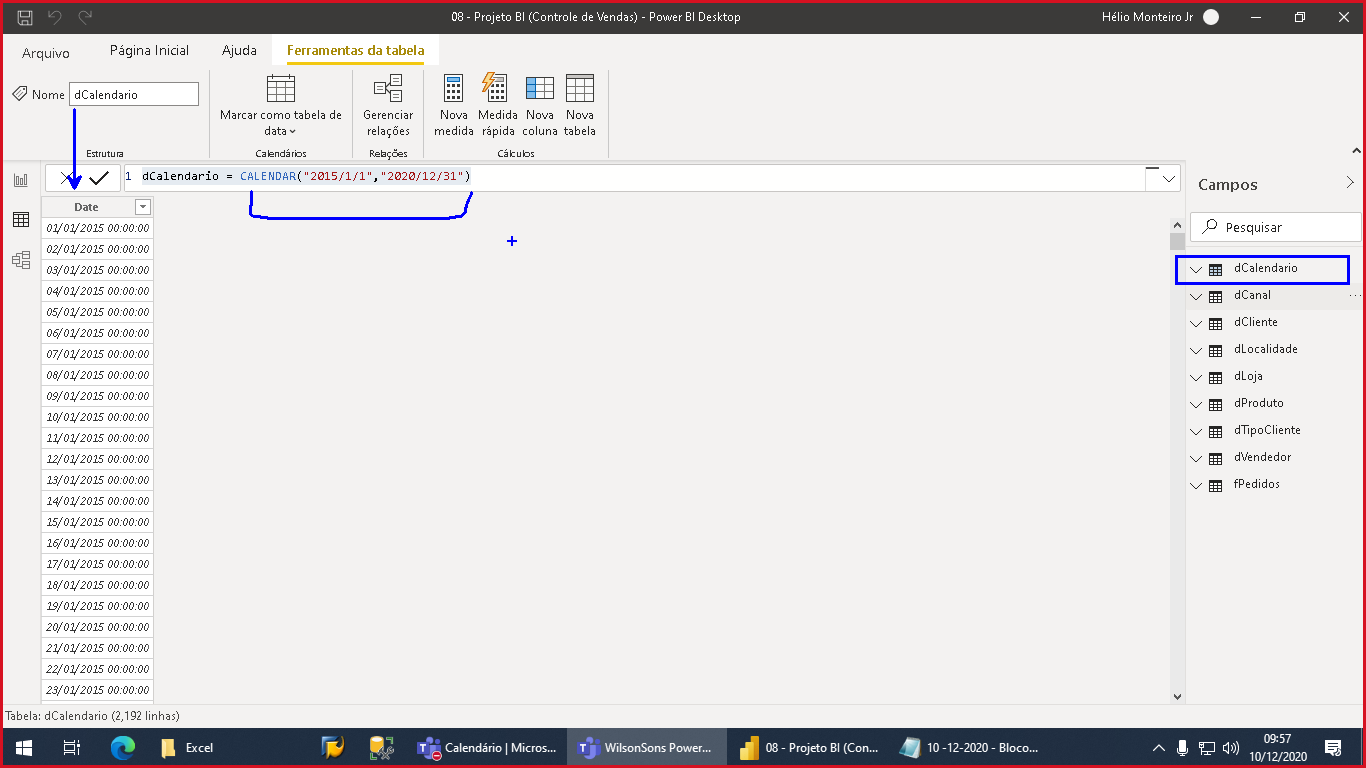 08 - Projeto BI (Controle de Vendas) - Power BI Desktop
Hélio Monteiro Jr
Arquivo
Página Inicial
Ajuda
Ferramentas da tabela
Nome
dCalendario
Marcar como tabela de
data
Gerenciar
relações
Nova
medida
Medida
rápida
Nova
coluna
Nova
tabela
Estrutura
Calendários
Relações
Cálculos
1 dCalendario = CALENDAR("2015/1/1","2020/12/31")
Date
01/01/2015 00:00:00
02/01/2015 00:00:00
03/01/2015 00:00:00
04/01/2015 00:00:00
05/01/2015 00:00:00
06/01/2015 00:00:00
07/01/2015 00:00:00
08/01/2015 00:00:00
09/01/2015 00:00:00
10/01/2015 00:00:00
11/01/2015 00:00:00
12/01/2015 00:00:00
13/01/2015 00:00:00
14/01/2015 00:00:00
15/01/2015 00:00:00
16/01/2015 00:00:00
17/01/2015 00:00:00
18/01/2015 00:00:00
19/01/2015 00:00:00
20/01/2015 00:00:00
21/01/2015 00:00:00
22/01/2015 00:00:00
23/01/2015 00:00:00
Campos
Pesquisar
dCalendario
dCanal
dCliente
dLocalidade
dLoja
dProduto
dTipoCliente
dVendedor
fPedidos
Tabela: dCalendario (2,192 linhas)
Excel
Calendário | Micros...
WilsonSons Power...
08 - Projeto BI (Con...
10 -12-2020 - Bloco...
09:57
10/12/2020